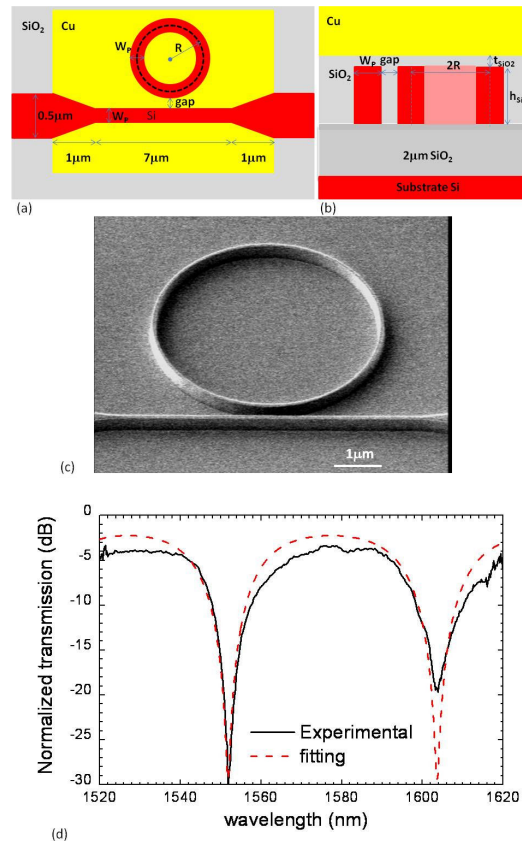 SiO2
Cu
WP
R
gap
0.5μm
WP
Si
1μm
7μm
1μm
(a)
WP
gap
2R
tSiO2
SiO2
hSi
2μm SiO2
Substrate Si
(b)
1μm
(c)
Normalized transmission (dB)
0
-5
-10
-15
-20
-25
-30
Experimental
fitting
1520
1540
1560
1580
1600
1620
wavelength (nm)
(d)